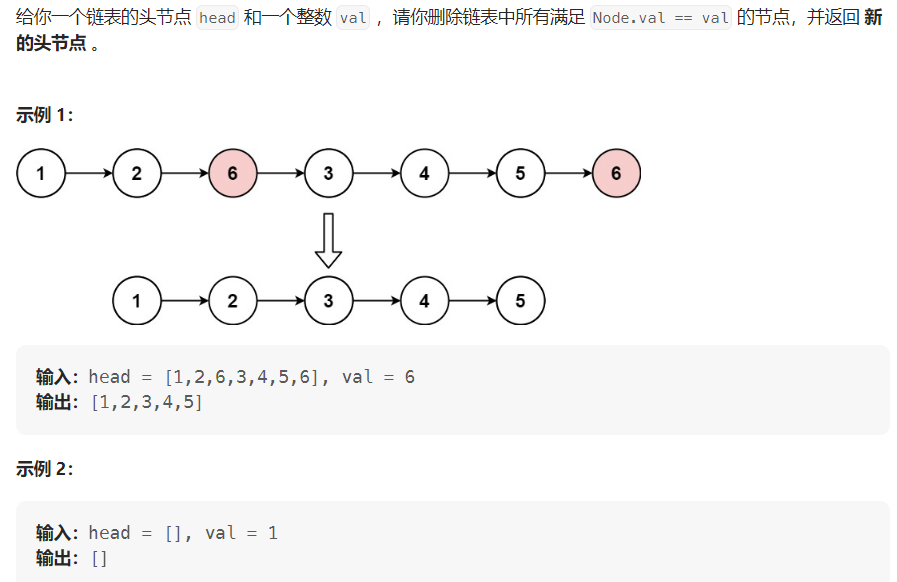 给你一个链表的头节点 head 和一个整数 val ，请你删除链表中所有满足 Node.val == val 的节点，并返回 新
的头节点 。
示例 1：
1 2 6 3 4 5 6
1 2 3 4 5
输入：head = [1,2,6,3,4,5,6], val = 6
输出：[1,2,3,4,5]
示例 2：
输入：head = [], val = 1
输出：[]